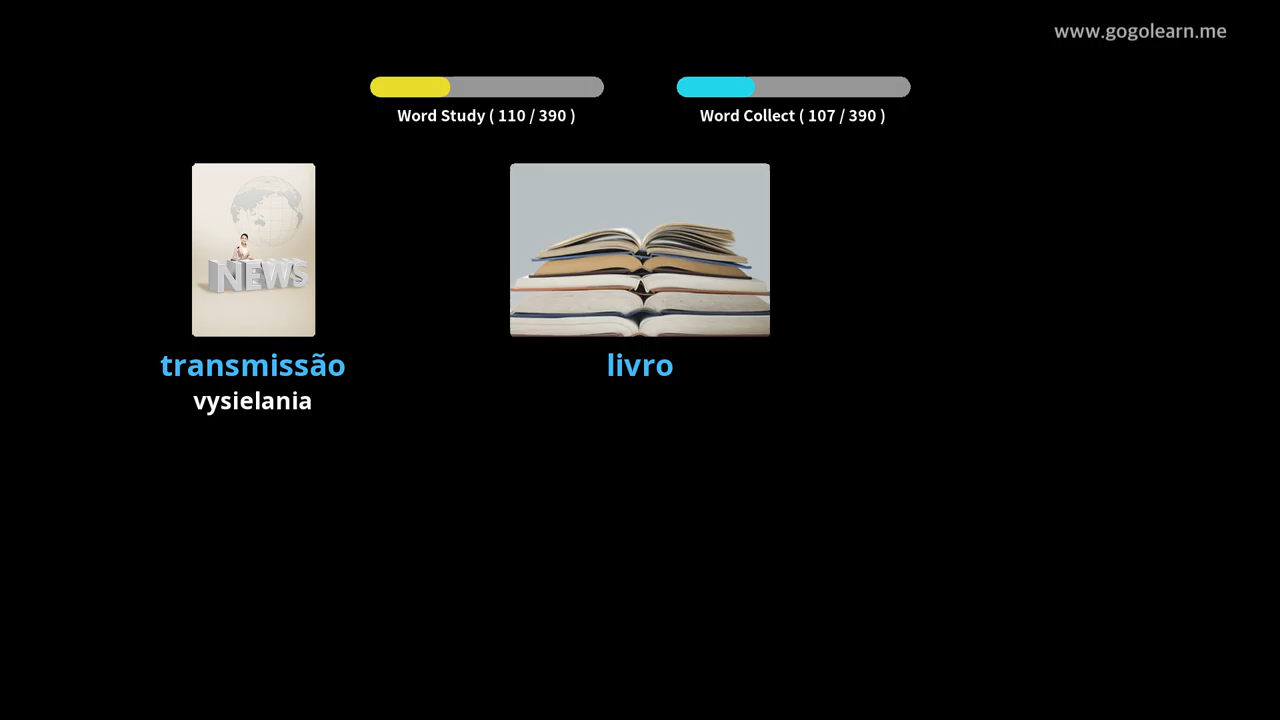 www.gogolearn.me
Word Study ( 110 / 390 )
Word Collect ( 107 / 390 )
NEWS
transmissão
vysielania
livro